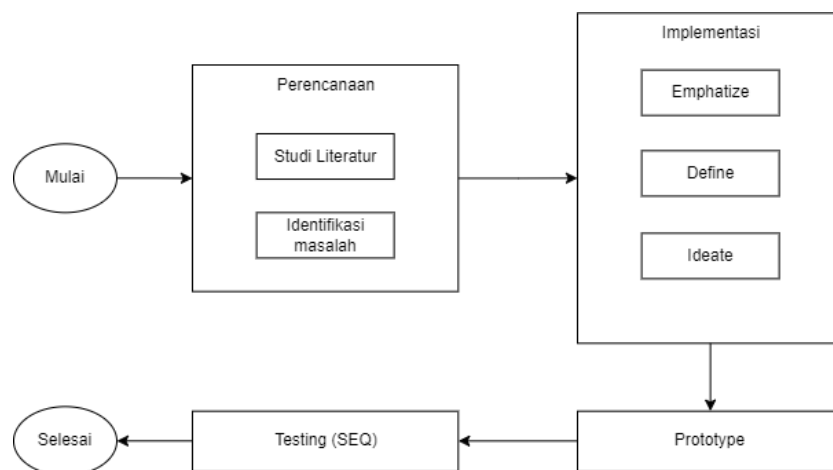 Mulai
Perencanaan
Studi Literatur
Identifikasi
masalah
Implementasi
Emphatize
Define
Ideate
Prototype
Testing (SEQ)
Selesai